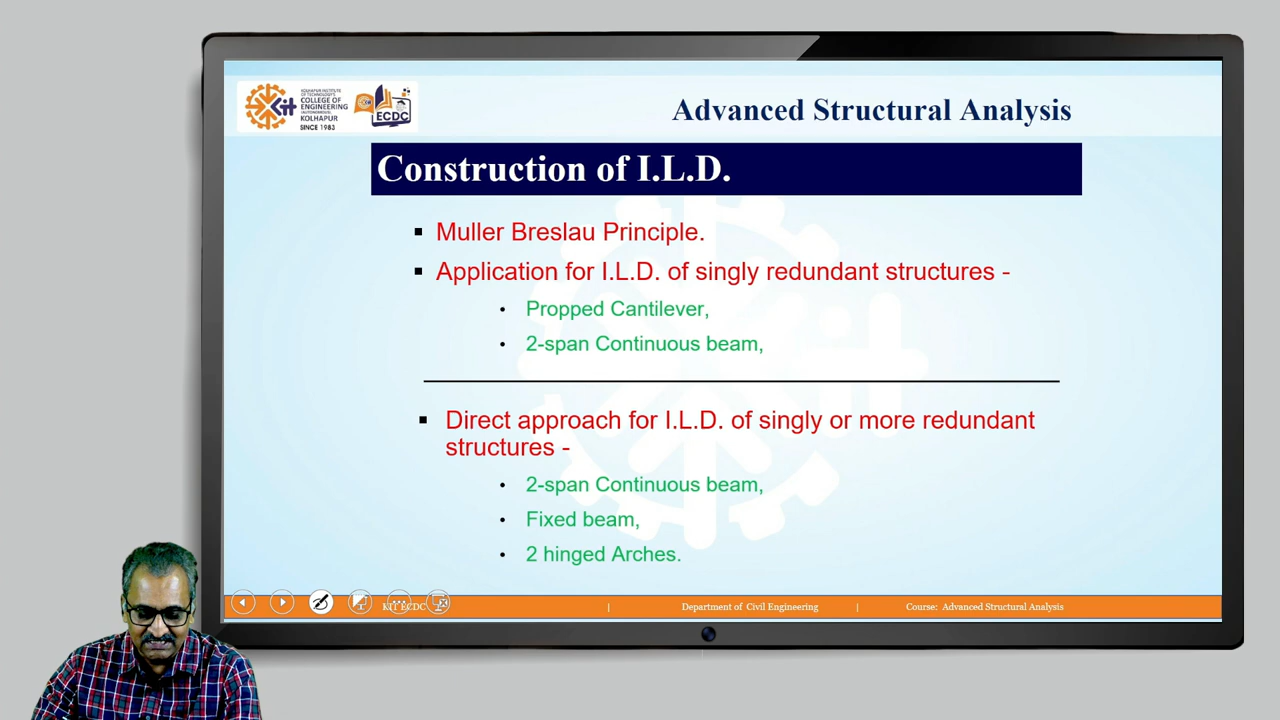 KOLHAPUR INSTITUTE
OF TECHNOLOGY'S
COLLEGE OF
ENGINEERING
(AUTONOMOUS)
KOLHAPUR
SINCE 1983
Kit
ECDC
Advanced Structural Analysis
Construction of I.L.D.
▪ Muller Breslau Principle.
▪ Application for I.L.D. of singly redundant structures -
• Propped Cantilever,
• 2-span Continuous beam,
▪ Direct approach for I.L.D. of singly or more redundant
structures -
• 2-span Continuous beam,
• Fixed beam,
• 2 hinged Arches.
KIT ECDC | Department of Civil Engineering | Course: Advanced Structural Analysis